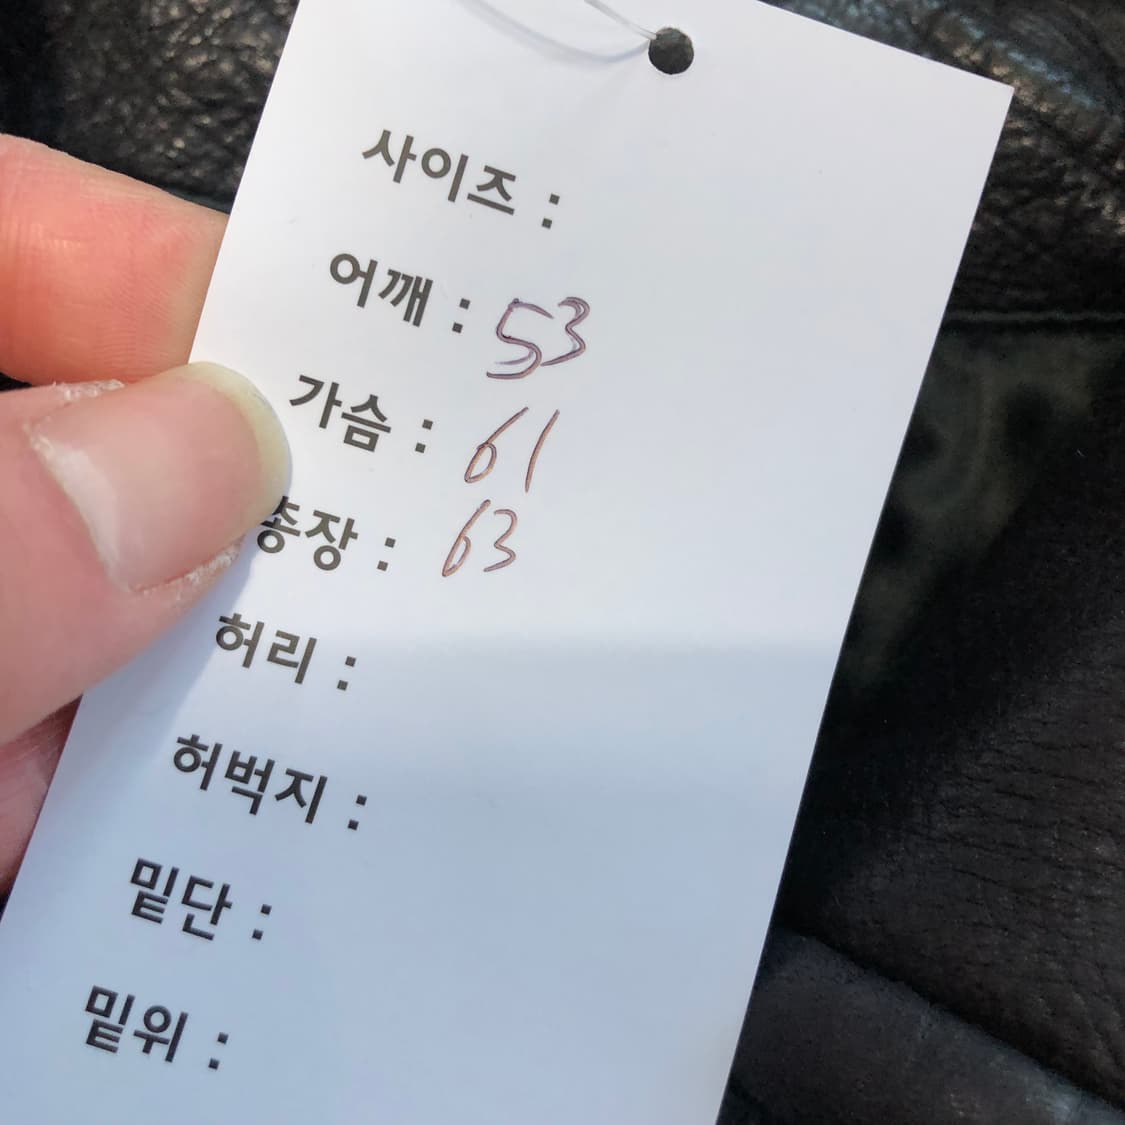 사이즈 :
어깨 : 53
가슴 : 61
총장 : 63
허리 :
허벅지 :
밑단 :
밑위 :